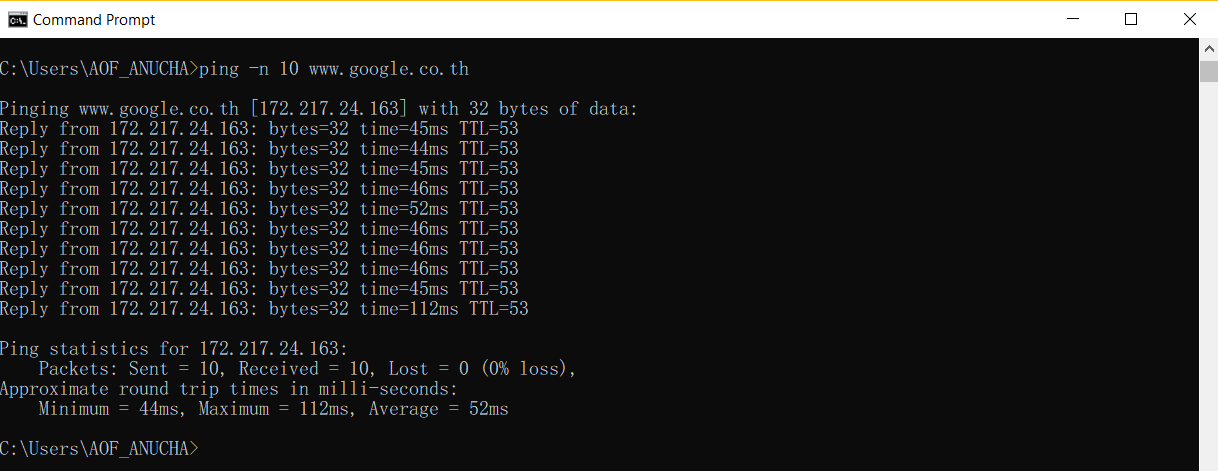 Command Prompt
C:\Users\AOF_ANUCHA>ping -n 10 www.google.co.th
Pinging www.google.co.th [172.217.24.163] with 32 bytes of data:
Reply from 172.217.24.163: bytes=32 time=45ms TTL=53
Reply from 172.217.24.163: bytes=32 time=44ms TTL=53
Reply from 172.217.24.163: bytes=32 time=45ms TTL=53
Reply from 172.217.24.163: bytes=32 time=46ms TTL=53
Reply from 172.217.24.163: bytes=32 time=52ms TTL=53
Reply from 172.217.24.163: bytes=32 time=46ms TTL=53
Reply from 172.217.24.163: bytes=32 time=46ms TTL=53
Reply from 172.217.24.163: bytes=32 time=46ms TTL=53
Reply from 172.217.24.163: bytes=32 time=45ms TTL=53
Reply from 172.217.24.163: bytes=32 time=112ms TTL=53
Ping statistics for 172.217.24.163:
    Packets: Sent = 10, Received = 10, Lost = 0 (0% loss),
Approximate round trip times in milli-seconds:
    Minimum = 44ms, Maximum = 112ms, Average = 52ms
C:\Users\AOF_ANUCHA>